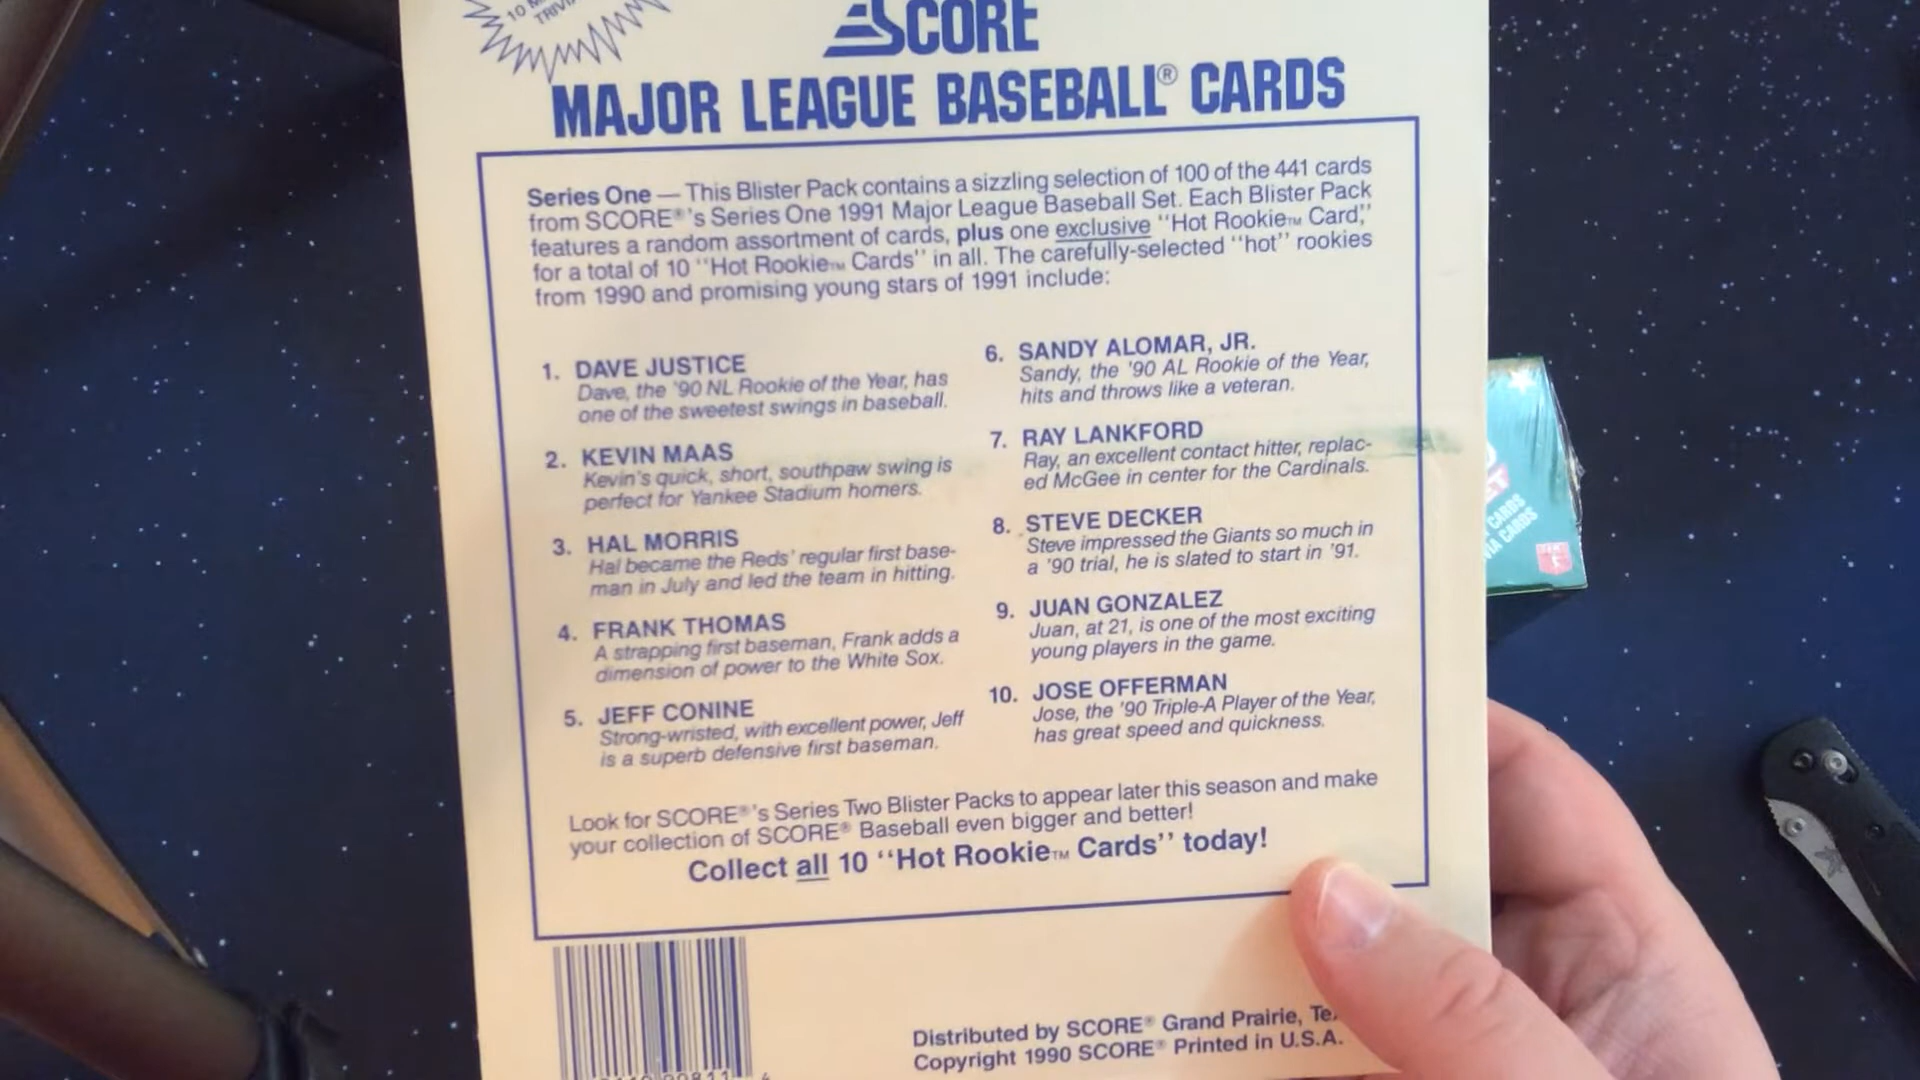 10
TRIVIA
SCORE
MAJOR LEAGUE BASEBALL® CARDS
Series One — This Blister Pack contains a sizzling selection of 100 of the 441 cards
from SCORE®'s Series One 1991 Major League Baseball Set. Each Blister Pack
features a random assortment of cards, plus one exclusive "Hot Rookie™ Card,"
for a total of 10 "Hot Rookie™ Cards" in all. The carefully-selected "hot" rookies
from 1990 and promising young stars of 1991 include:
1. DAVE JUSTICE
Dave, the '90 NL Rookie of the Year, has
one of the sweetest swings in baseball.
2. KEVIN MAAS
Kevin's quick, short, southpaw swing is
perfect for Yankee Stadium homers.
3. HAL MORRIS
Hal became the Reds' regular first base-
man in July and led the team in hitting.
4. FRANK THOMAS
A strapping first baseman, Frank adds a
dimension of power to the White Sox.
5. JEFF CONINE
Strong-wristed, with excellent power, Jeff
is a superb defensive first baseman.
6. SANDY ALOMAR, JR.
Sandy, the '90 AL Rookie of the Year,
hits and throws like a veteran.
7. RAY LANKFORD
Ray, an excellent contact hitter, replac-
ed McGee in center for the Cardinals.
8. STEVE DECKER
Steve impressed the Giants so much in
a '90 trial, he is slated to start in '91.
9. JUAN GONZALEZ
Juan, at 21, is one of the most exciting
young players in the game.
10. JOSE OFFERMAN
Jose, the '90 Triple-A Player of the Year,
has great speed and quickness.
Look for SCORE®'s Series Two Blister Packs to appear later this season and make
your collection of SCORE® Baseball even bigger and better!
Collect all 10 "Hot Rookie™ Cards" today!
Distributed by SCORE® Grand Prairie,
Copyright 1990 SCORE® Printed in U.S.A.
CARDS
CARDS